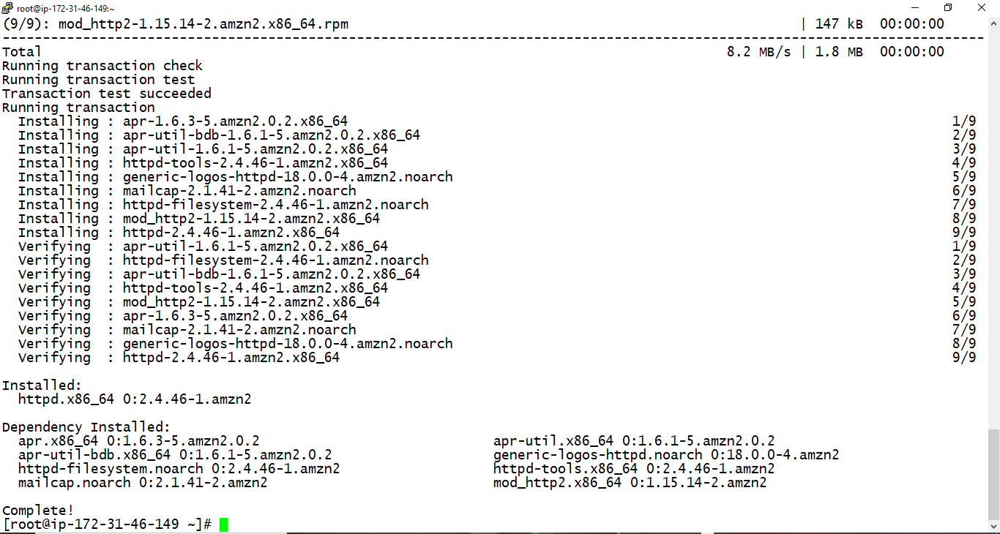 root@ip-172-31-46-149:~
(9/9): mod_http2-1.15.14-2.amzn2.x86_64.rpm | 147 kB 00:00:00
--------------------------------------------------------------------------------------------------------------------------
Total 8.2 MB/s | 1.8 MB 00:00:00
Running transaction check
Running transaction test
Transaction test succeeded
Running transaction
Installing : apr-1.6.3-5.amzn2.0.2.x86_64 1/9
Installing : apr-util-bdb-1.6.1-5.amzn2.0.2.x86_64 2/9
Installing : apr-util-1.6.1-5.amzn2.0.2.x86_64 3/9
Installing : httpd-tools-2.4.46-1.amzn2.x86_64 4/9
Installing : generic-logos-httpd-18.0.0-4.amzn2.noarch 5/9
Installing : mailcap-2.1.41-2.amzn2.noarch 6/9
Installing : httpd-filesystem-2.4.46-1.amzn2.noarch 7/9
Installing : mod_http2-1.15.14-2.amzn2.x86_64 8/9
Installing : httpd-2.4.46-1.amzn2.x86_64 9/9
Verifying : apr-util-1.6.1-5.amzn2.0.2.x86_64 1/9
Verifying : httpd-filesystem-2.4.46-1.amzn2.noarch 2/9
Verifying : apr-util-bdb-1.6.1-5.amzn2.0.2.x86_64 3/9
Verifying : httpd-tools-2.4.46-1.amzn2.x86_64 4/9
Verifying : mod_http2-1.15.14-2.amzn2.x86_64 5/9
Verifying : apr-1.6.3-5.amzn2.0.2.x86_64 6/9
Verifying : mailcap-2.1.41-2.amzn2.noarch 7/9
Verifying : generic-logos-httpd-18.0.0-4.amzn2.noarch 8/9
Verifying : httpd-2.4.46-1.amzn2.x86_64 9/9
Installed:
httpd.x86_64 0:2.4.46-1.amzn2
Dependency Installed:
apr.x86_64 0:1.6.3-5.amzn2.0.2 apr-util.x86_64 0:1.6.1-5.amzn2.0.2
apr-util-bdb.x86_64 0:1.6.1-5.amzn2.0.2 generic-logos-httpd.noarch 0:18.0.0-4.amzn2
httpd-filesystem.noarch 0:2.4.46-1.amzn2 httpd-tools.x86_64 0:2.4.46-1.amzn2
mailcap.noarch 0:2.1.41-2.amzn2 mod_http2.x86_64 0:1.15.14-2.amzn2
Complete!
[root@ip-172-31-46-149 ~]#